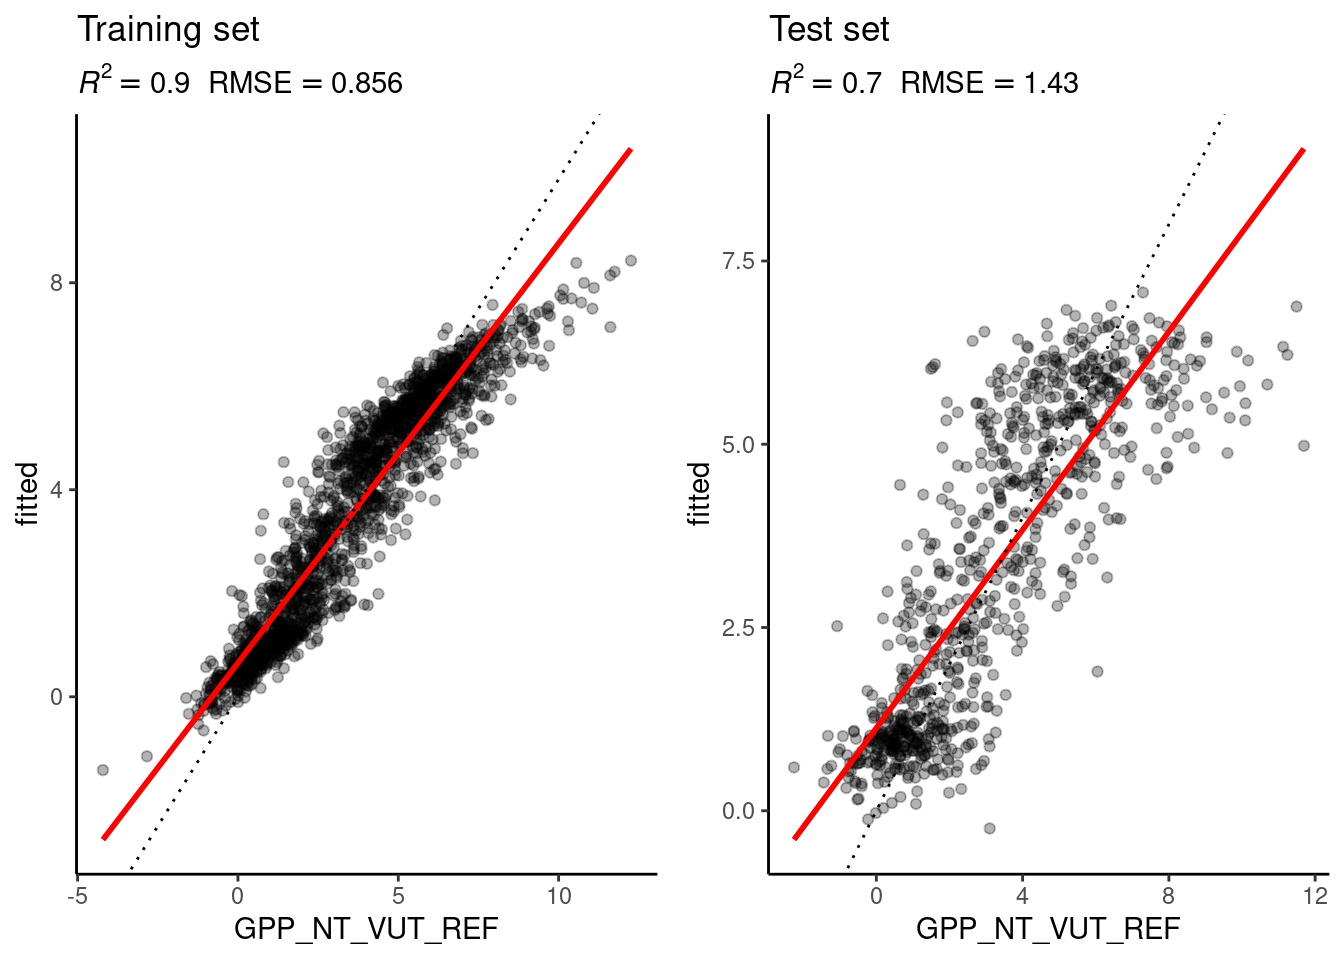 Training set
R² = 0.9 RMSE = 0.856
8
4
0
fitted
-5
0
5
10
GPP_NT_VUT_REF
Test set
R² = 0.7 RMSE = 1.43
7.5
5.0
2.5
0.0
fitted
0
4
8
12
GPP_NT_VUT_REF